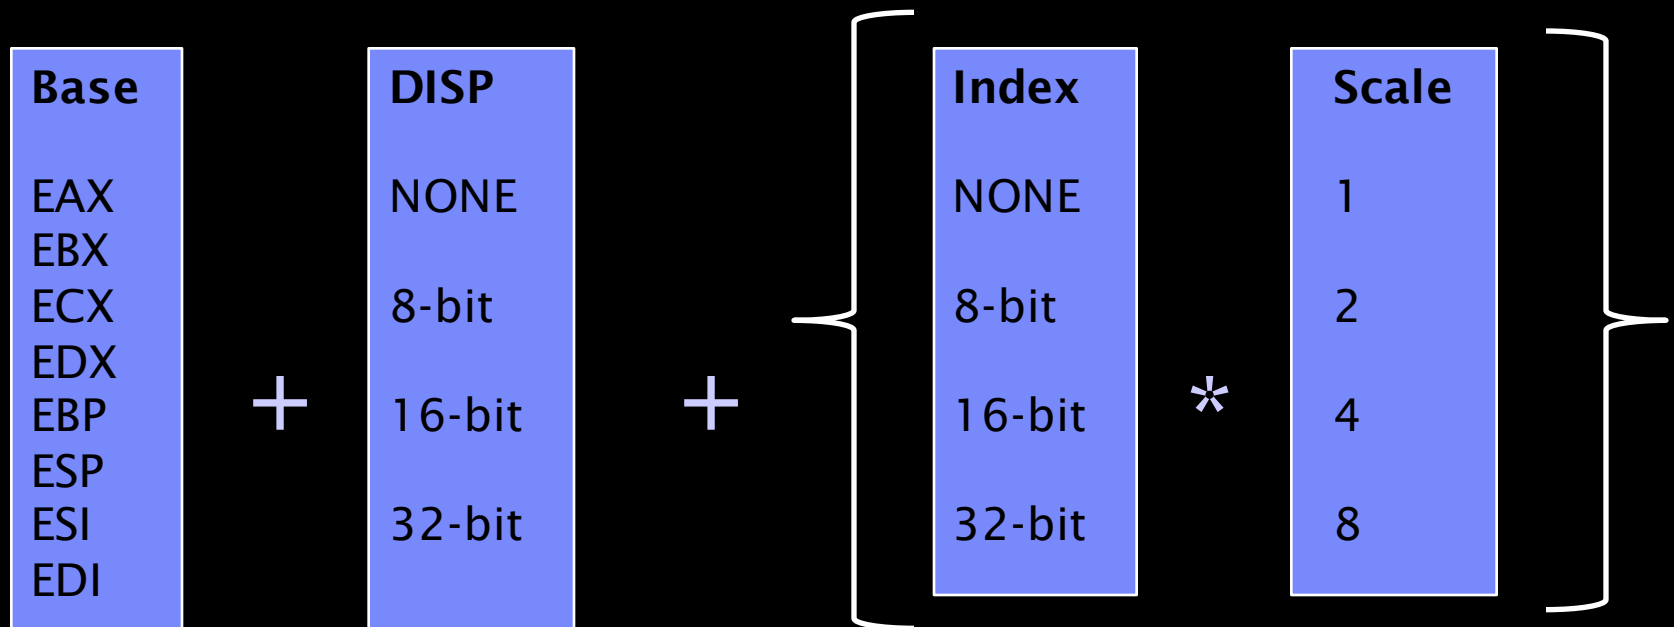 Base
EAX
EBX
ECX
EDX
EBP
ESP
ESI
EDI
+
DISP
NONE
8-bit
16-bit
32-bit
+
Index
NONE
8-bit
16-bit
32-bit
*
Scale
1
2
4
8